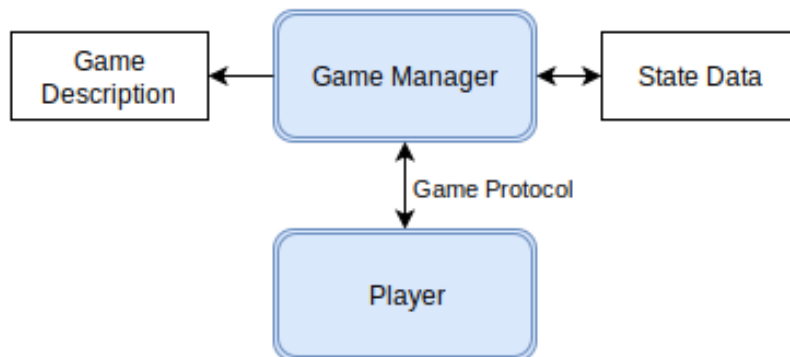 Game
Description
Game Manager
State Data
Game Protocol
Player